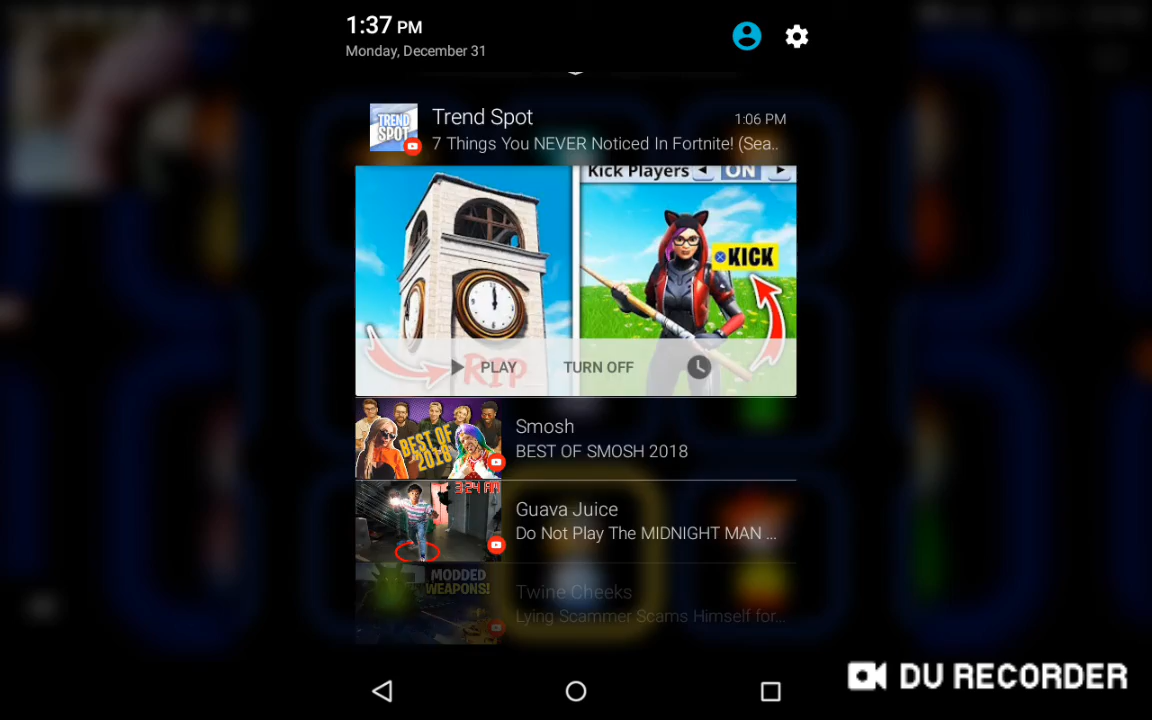 1:37 PM
Monday, December 31
TREND
SPOT
Trend Spot
1:06 PM
7 Things You NEVER Noticed In Fortnite! (Sea..
Kick Players ON
KICK
RIP
PLAY TURN OFF
BEST OF
2018
Smosh
BEST OF SMOSH 2018
3:24 AM
Guava Juice
Do Not Play The MIDNIGHT MAN ...
MODDED
WEAPONS!
Twine Cheeks
Lying Scammer Scams Himself for...
DU RECORDER